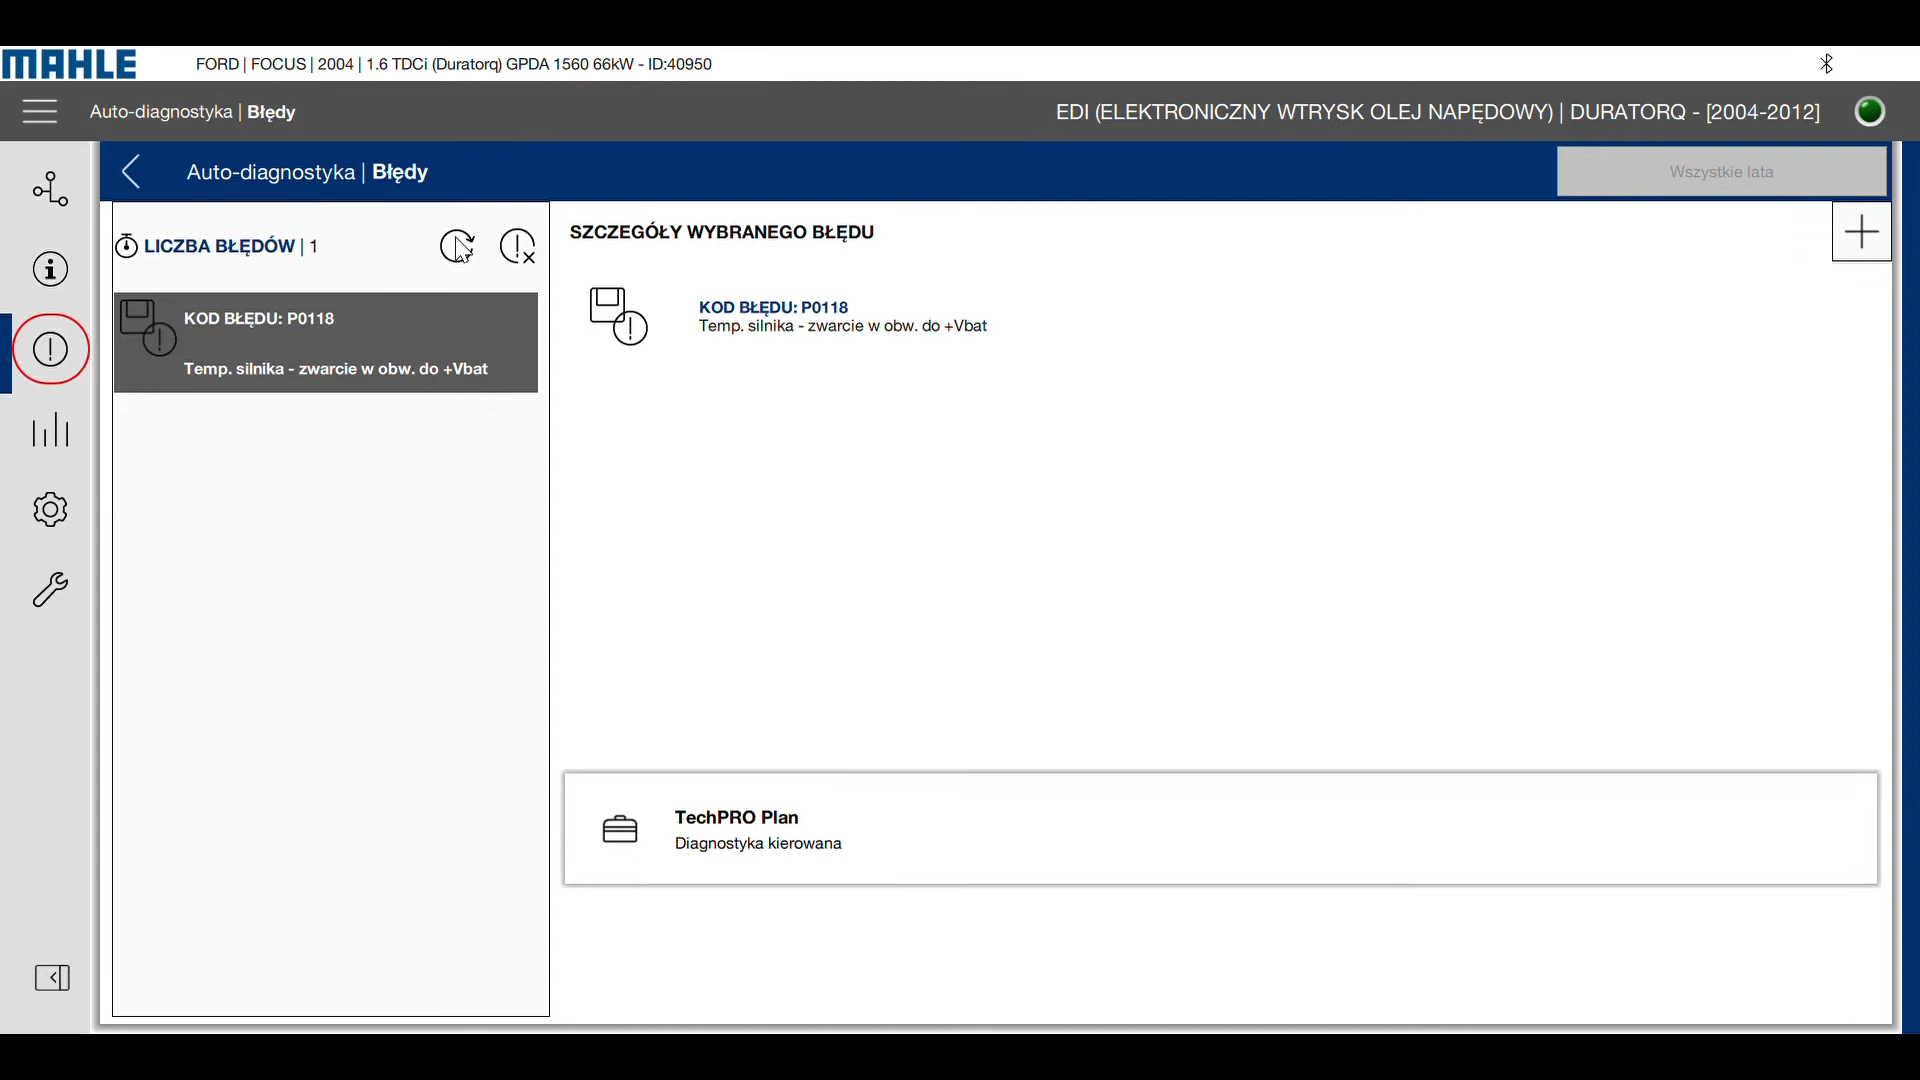 MAHLE
FORD | FOCUS | 2004 | 1.6 TDCi (Duratorq) GPDA 1560 66kW - ID:40950
Auto-diagnostyka | Błędy
EDI (ELEKTRONICZNY WTRYSK OLEJ NAPĘDOWY) | DURATORQ - [2004-2012]
Auto-diagnostyka | Błędy
Wszystkie lata
LICZBA BŁĘDÓW | 1
KOD BŁĘDU: P0118
Temp. silnika - zwarcie w obw. do +Vbat
SZCZEGÓŁY WYBRANEGO BŁĘDU
KOD BŁĘDU: P0118
Temp. silnika - zwarcie w obw. do +Vbat
TechPRO Plan
Diagnostyka kierowana